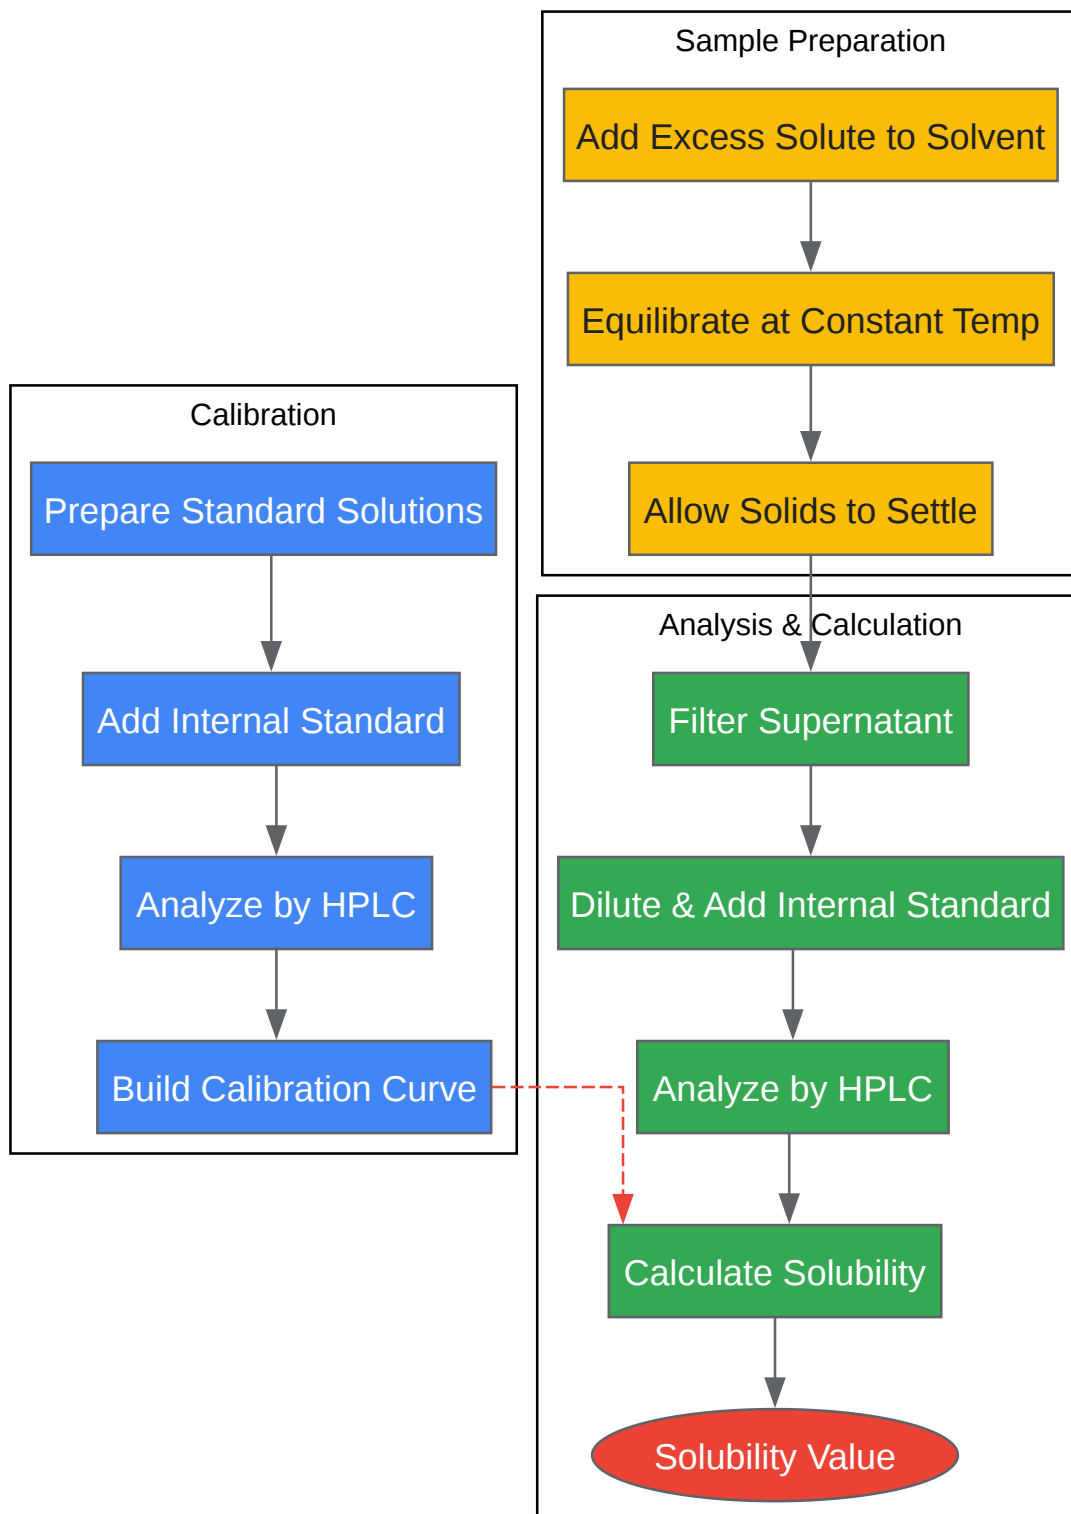 Sample Preparation
Add Excess Solute to Solvent
Equilibrate at Constant Temp
Allow Solids to Settle
Calibration
Prepare Standard Solutions
Add Internal Standard
Analyze by HPLC
Build Calibration Curve
Analysis & Calculation
Filter Supernatant
Dilute & Add Internal Standard
Analyze by HPLC
Calculate Solubility
Solubility Value